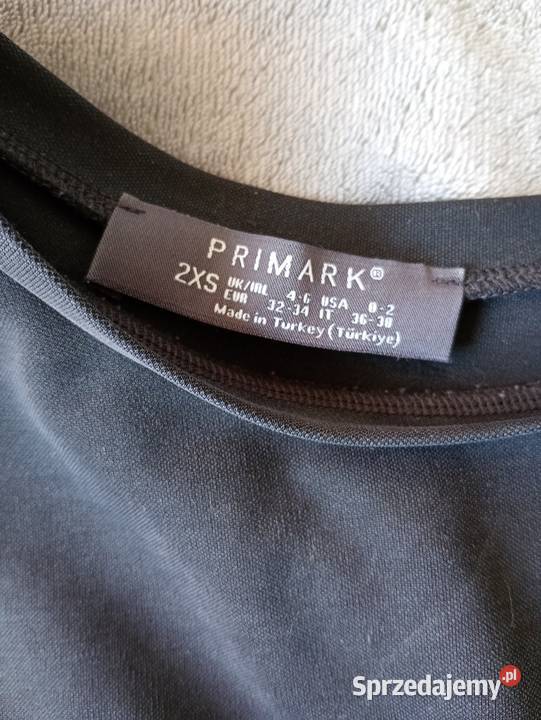 PRIMARK®
2XS UK/IRL 4-6 USA 0-2
EUR 32-34 IT 36-38
Made in Turkey (Türkiye)
Sprzedajemy.pl